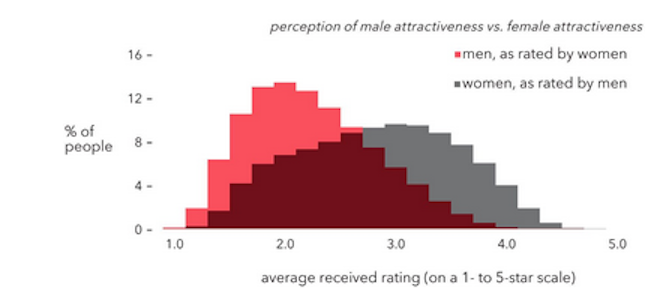 perception of male attractiveness vs. female attractiveness
men, as rated by women
women, as rated by men
16
12
% of
people
8
4
0
1.0 2.0 3.0 4.0 5.0
average received rating (on a 1- to 5-star scale)